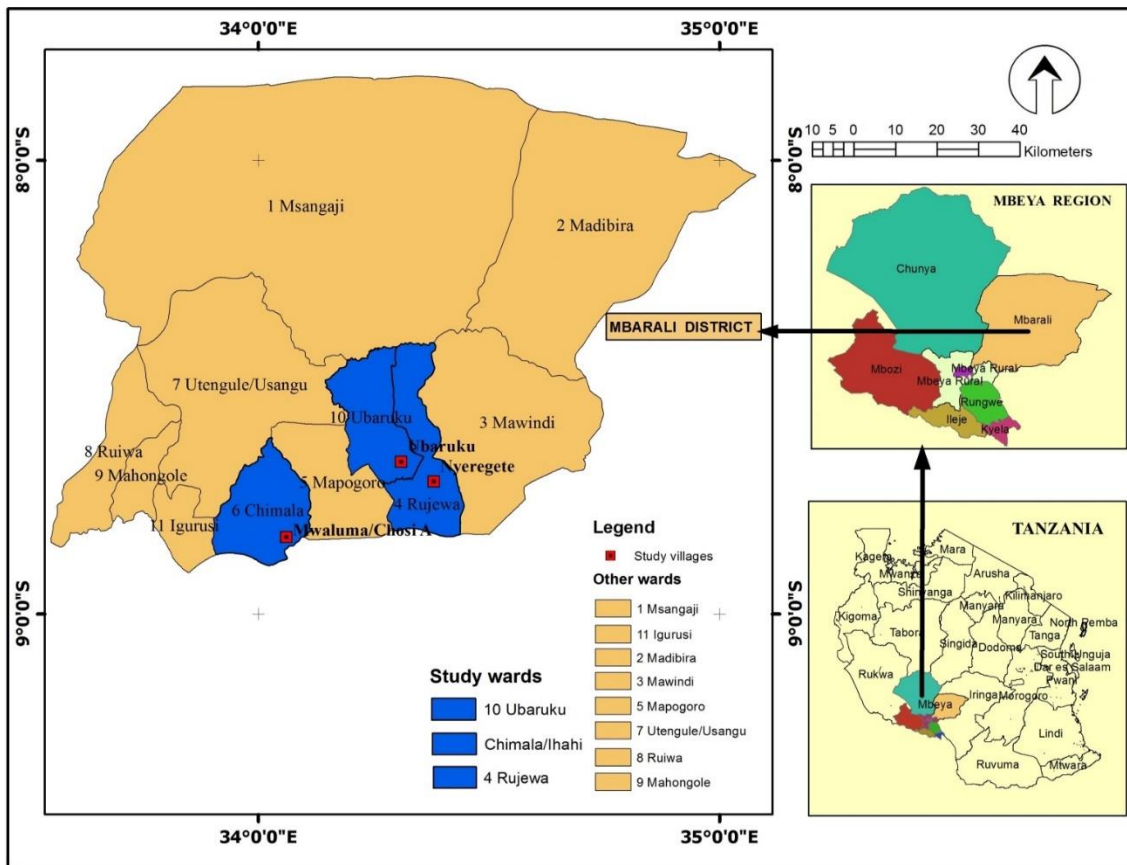 34°0'0"E
35°0'0"E
8°0'0"S
8°0'0"S
9°0'0"S
9°0'0"S
34°0'0"E
35°0'0"E
1 Msangaji
2 Madibira
7 Utengule/Usangu
10 Ubaruku
3 Mawindi
Ubaruku
8 Ruiwa
Nyeregete
9 Mahongole
5 Mapogoro
4 Rujewa
6 Chimala
11 Igurusi
Mwaluma/Chosi A
Legend
Study villages
Other wards
1 Msangaji
11 Igurusi
2 Madibira
3 Mawindi
5 Mapogoro
7 Utengule/Usangu
8 Ruiwa
9 Mahongole
Study wards
10 Ubaruku
Chimala/Ihahi
4 Rujewa
10 5 0 10 20 30 40
Kilometers
MBEYA REGION
Chunya
Mbarali
MBARALI DISTRICT
Mbozi
Mbeya Rural
Mbeya Rural
Rungwe
Ileje
Kyela
TANZANIA
Kagera
Mara
Mwanza
Arusha
Shinyanga
Kilimanjaro
Kigoma
Manyara
Manyara
North Pemba
Tabora
Tanga
Singida
Dodoma
South Unguja
Dar es Salaam
Pwani
Rukwa
Iringa
Morogoro
Mbeya
Lindi
Ruvuma
Mtwara